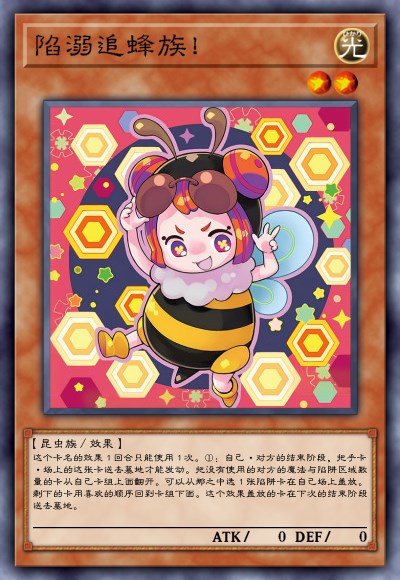 陷溺追蜂族!
ひかり
光
【昆虫族/效果】
这个卡名的效果1回合只能使用1次。①:自己·对方的结束阶段,把手卡
·场上的这张卡送去墓地才能发动。把没有使用的对方的魔法与陷阱区域数
量的卡从自己卡组上面翻开。可以从那之中选1张陷阱卡在自己场上盖放。
剩下的卡用喜欢的顺序回到卡组下面。这个效果盖放的卡在下次的结束阶段
送去墓地。
ATK/ 0 DEF/ 0